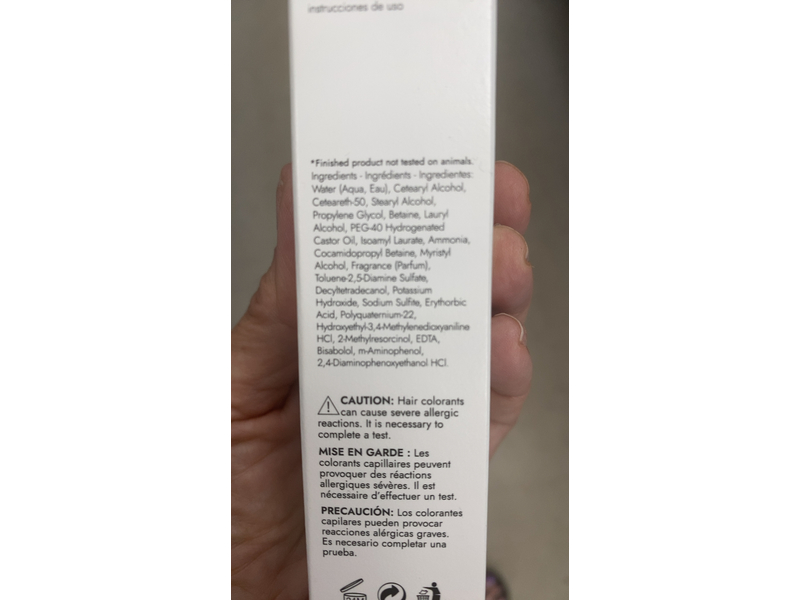 instrucciones de uso
*Finished product not tested on animals.
Ingredients - Ingrédients - Ingredientes:
Water (Aqua, Eau), Cetearyl Alcohol,
Ceteareth-50, Stearyl Alcohol,
Propylene Glycol, Betaine, Lauryl
Alcohol, PEG-40 Hydrogenated
Castor Oil, Isoamyl Laurate, Ammonia,
Cocamidopropyl Betaine, Myristyl
Alcohol, Fragrance (Parfum),
Toluene-2,5-Diamine Sulfate,
Decyltetradecanol, Potassium
Hydroxide, Sodium Sulfite, Erythorbic
Acid, Polyquaternium-22,
Hydroxyethyl-3,4-Methylenedioxyaniline
HCl, 2-Methylresorcinol, EDTA,
Bisabolol, m-Aminophenol,
2,4-Diaminophenoxyethanol HCl.
CAUTION: Hair colorants
can cause severe allergic
reactions. It is necessary to
complete a test.
MISE EN GARDE : Les
colorants capillaires peuvent
provoquer des réactions
allergiques sévères. Il est
nécessaire d'effectuer un test.
PRECAUCIÓN: Los colorantes
capilares pueden provocar
reacciones alérgicas graves.
Es necesario completar una
prueba.